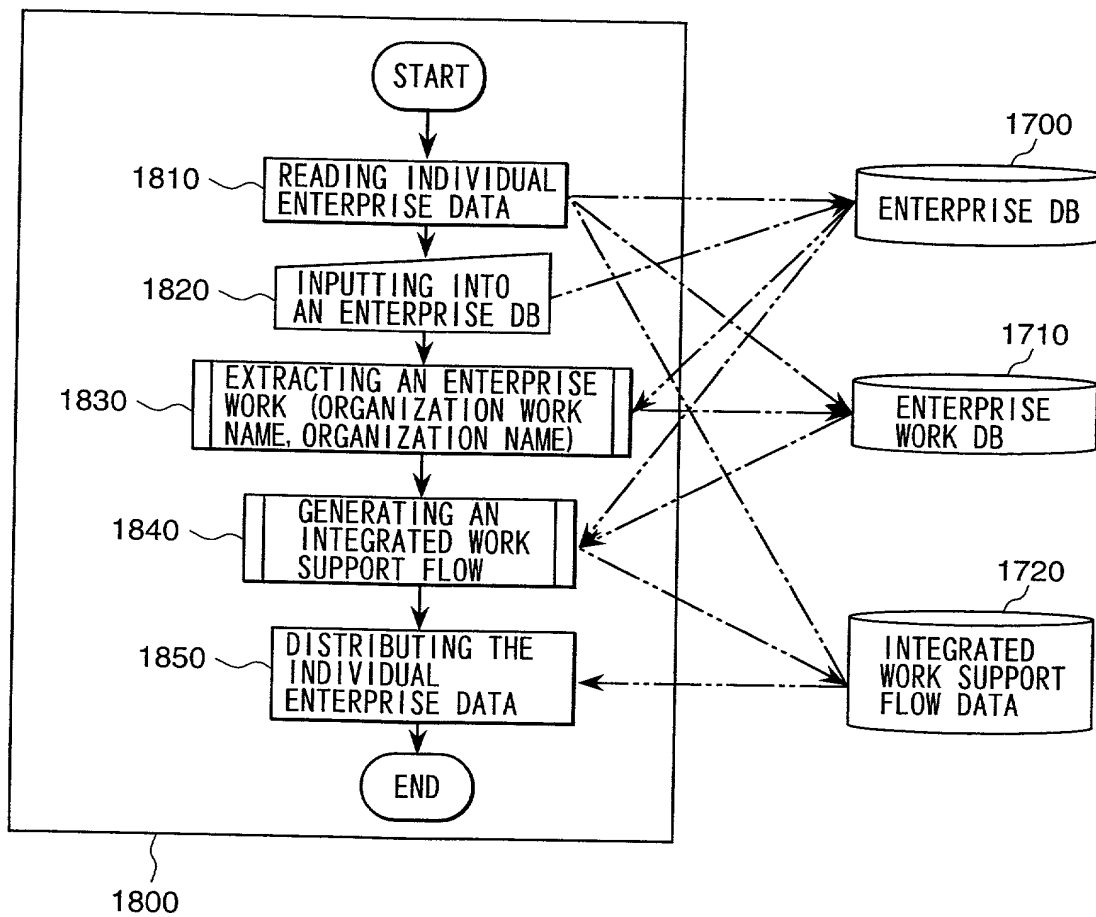 START
1810
READING INDIVIDUAL
ENTERPRISE DATA
1820
INPUTTING INTO
AN ENTERPRISE DB
1830
EXTRACTING AN ENTERPRISE
WORK (ORGANIZATION WORK
NAME, ORGANIZATION NAME)
1840
GENERATING AN
INTEGRATED WORK
SUPPORT FLOW
1850
DISTRIBUTING THE
INDIVIDUAL
ENTERPRISE DATA
END
1800
1700
ENTERPRISE DB
1710
ENTERPRISE
WORK DB
1720
INTEGRATED
WORK SUPPORT
FLOW DATA